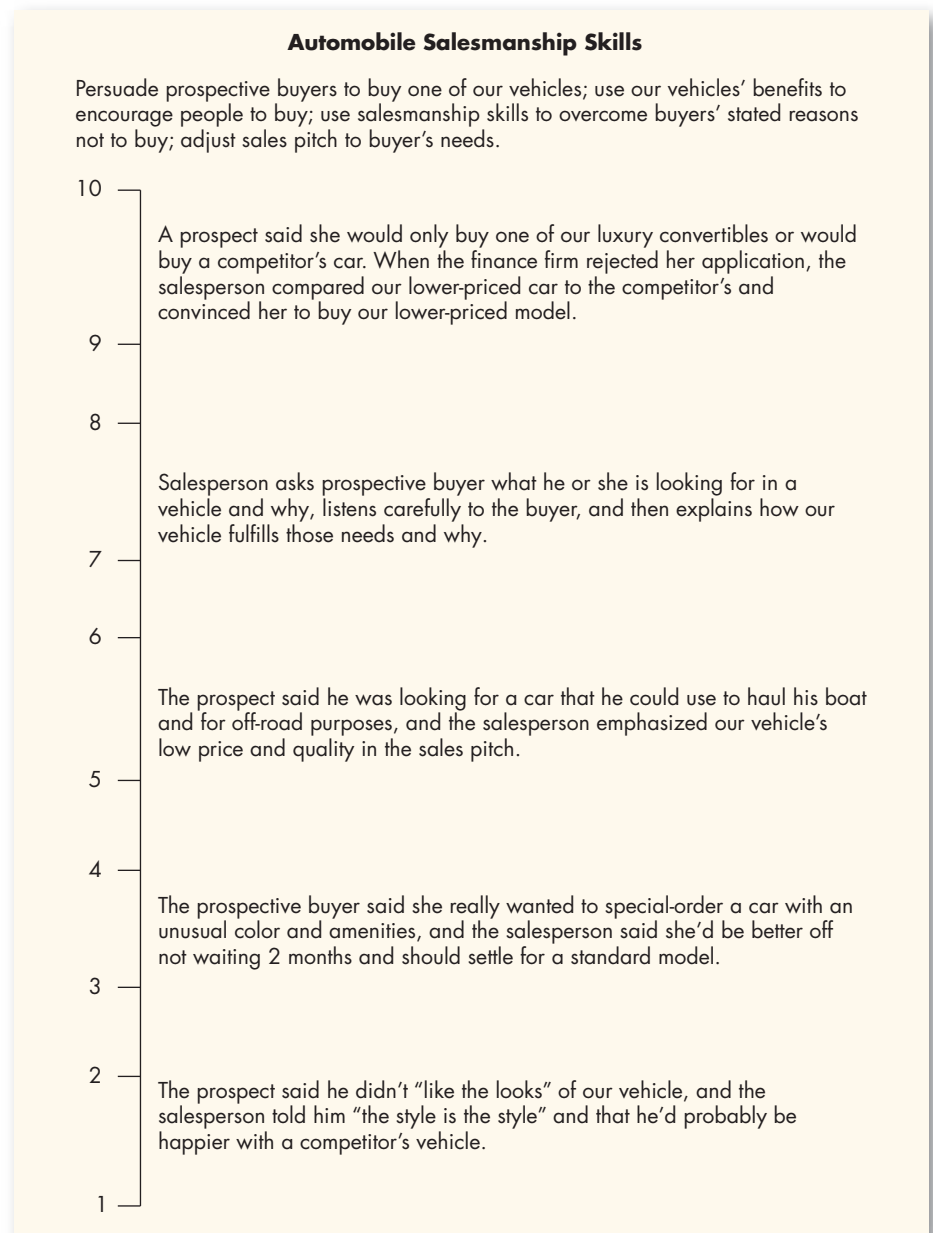 Automobile Salesmanship Skills
Persuade prospective buyers to buy one of our vehicles; use our vehicles’ benefits to
encourage people to buy; use salesmanship skills to overcome buyers’ stated reasons
not to buy; adjust sales pitch to buyer’s needs.
10
A prospect said she would only buy one of our luxury convertibles or would
buy a competitor’s car. When the finance firm rejected her application, the
salesperson compared our lower-priced car to the competitor’s and
convinced her to buy our lower-priced model.
9
8
Salesperson asks prospective buyer what he or she is looking for in a
vehicle and why, listens carefully to the buyer, and then explains how our
vehicle fulfills those needs and why.
7
6
The prospect said he was looking for a car that he could use to haul his boat
and for off-road purposes, and the salesperson emphasized our vehicle’s
low price and quality in the sales pitch.
5
4
The prospective buyer said she really wanted to special-order a car with an
unusual color and amenities, and the salesperson said she’d be better off
not waiting 2 months and should settle for a standard model.
3
2
The prospect said he didn’t “like the looks” of our vehicle, and the
salesperson told him “the style is the style” and that he’d probably be
happier with a competitor’s vehicle.
1